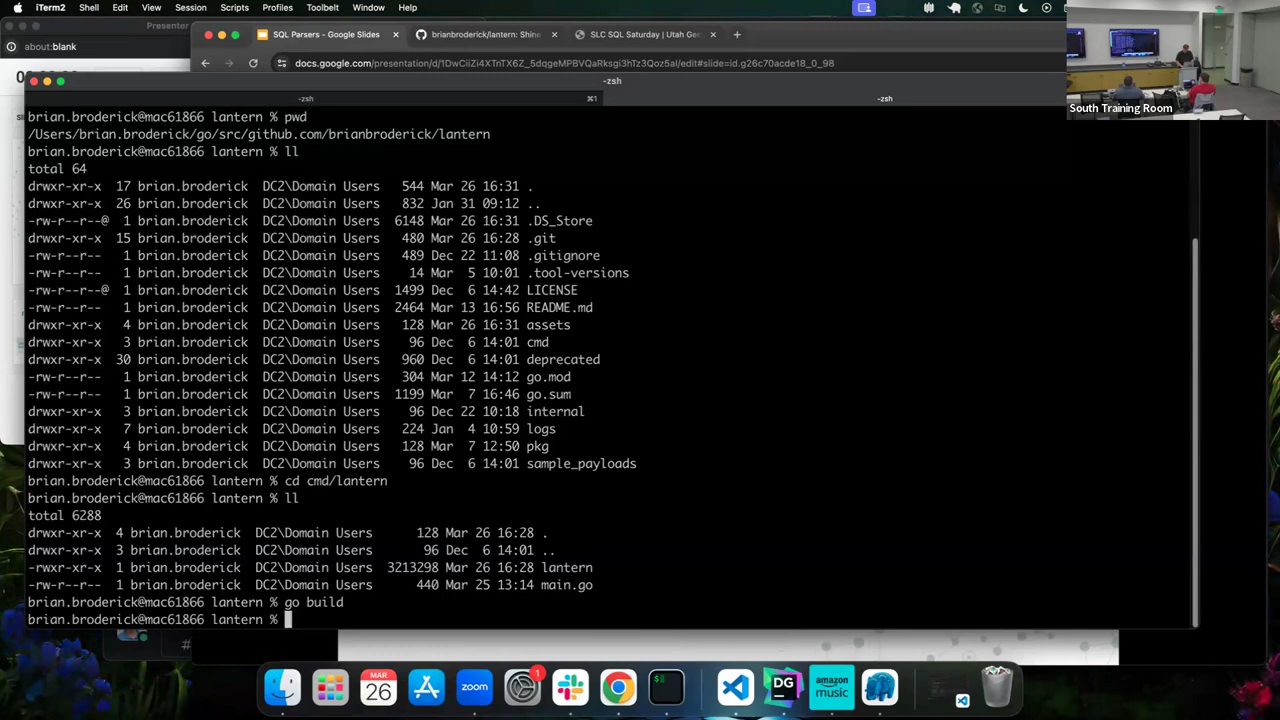 iTerm2 Shell Edit View Session Scripts Profiles Toolbelt Window Help
Presenter
about:blank
SQL Parsers - Google Slides
brianbroderick/lantern: Shine
SLC SQL Saturday | Utah Geo
docs.google.com/presentation/d/1DwCiiZi4XTnTX6Z_5dqgeMPBVQaRksgi3hTz3Qoz5aI/edit#slide=id.g26c70acde18_0_98
South Training Room
-zsh
-zsh ⌘1
-zsh
brian.broderick@mac61866 lantern % pwd
/Users/brian.broderick/go/src/github.com/brianbroderick/lantern
brian.broderick@mac61866 lantern % ll
total 64
drwxr-xr-x 17 brian.broderick DC2\Domain Users 544 Mar 26 16:31 .
drwxr-xr-x 26 brian.broderick DC2\Domain Users 832 Jan 31 09:12 ..
-rw-r--r--@ 1 brian.broderick DC2\Domain Users 6148 Mar 26 16:31 .DS_Store
drwxr-xr-x 15 brian.broderick DC2\Domain Users 480 Mar 26 16:28 .git
-rw-r--r-- 1 brian.broderick DC2\Domain Users 489 Dec 22 11:08 .gitignore
-rw-r--r-- 1 brian.broderick DC2\Domain Users 14 Mar 5 10:01 .tool-versions
-rw-r--r--@ 1 brian.broderick DC2\Domain Users 1499 Dec 6 14:42 LICENSE
-rw-r--r-- 1 brian.broderick DC2\Domain Users 2464 Mar 13 16:56 README.md
drwxr-xr-x 4 brian.broderick DC2\Domain Users 128 Mar 26 16:31 assets
drwxr-xr-x 3 brian.broderick DC2\Domain Users 96 Dec 6 14:01 cmd
drwxr-xr-x 30 brian.broderick DC2\Domain Users 960 Dec 6 14:01 deprecated
-rw-r--r-- 1 brian.broderick DC2\Domain Users 304 Mar 12 14:12 go.mod
-rw-r--r-- 1 brian.broderick DC2\Domain Users 1199 Mar 7 16:46 go.sum
drwxr-xr-x 3 brian.broderick DC2\Domain Users 96 Dec 22 10:18 internal
drwxr-xr-x 7 brian.broderick DC2\Domain Users 224 Jan 4 10:59 logs
drwxr-xr-x 4 brian.broderick DC2\Domain Users 128 Mar 7 12:50 pkg
drwxr-xr-x 3 brian.broderick DC2\Domain Users 96 Dec 6 14:01 sample_payloads
brian.broderick@mac61866 lantern % cd cmd/lantern
brian.broderick@mac61866 lantern % ll
total 6288
drwxr-xr-x 4 brian.broderick DC2\Domain Users 128 Mar 26 16:28 .
drwxr-xr-x 3 brian.broderick DC2\Domain Users 96 Dec 6 14:01 ..
-rwxr-xr-x 1 brian.broderick DC2\Domain Users 3213298 Mar 26 16:28 lantern
-rw-r--r-- 1 brian.broderick DC2\Domain Users 440 Mar 25 13:14 main.go
brian.broderick@mac61866 lantern % go build
brian.broderick@mac61866 lantern %
#
MAR
26
zoom
1
$
DG
amazon
music